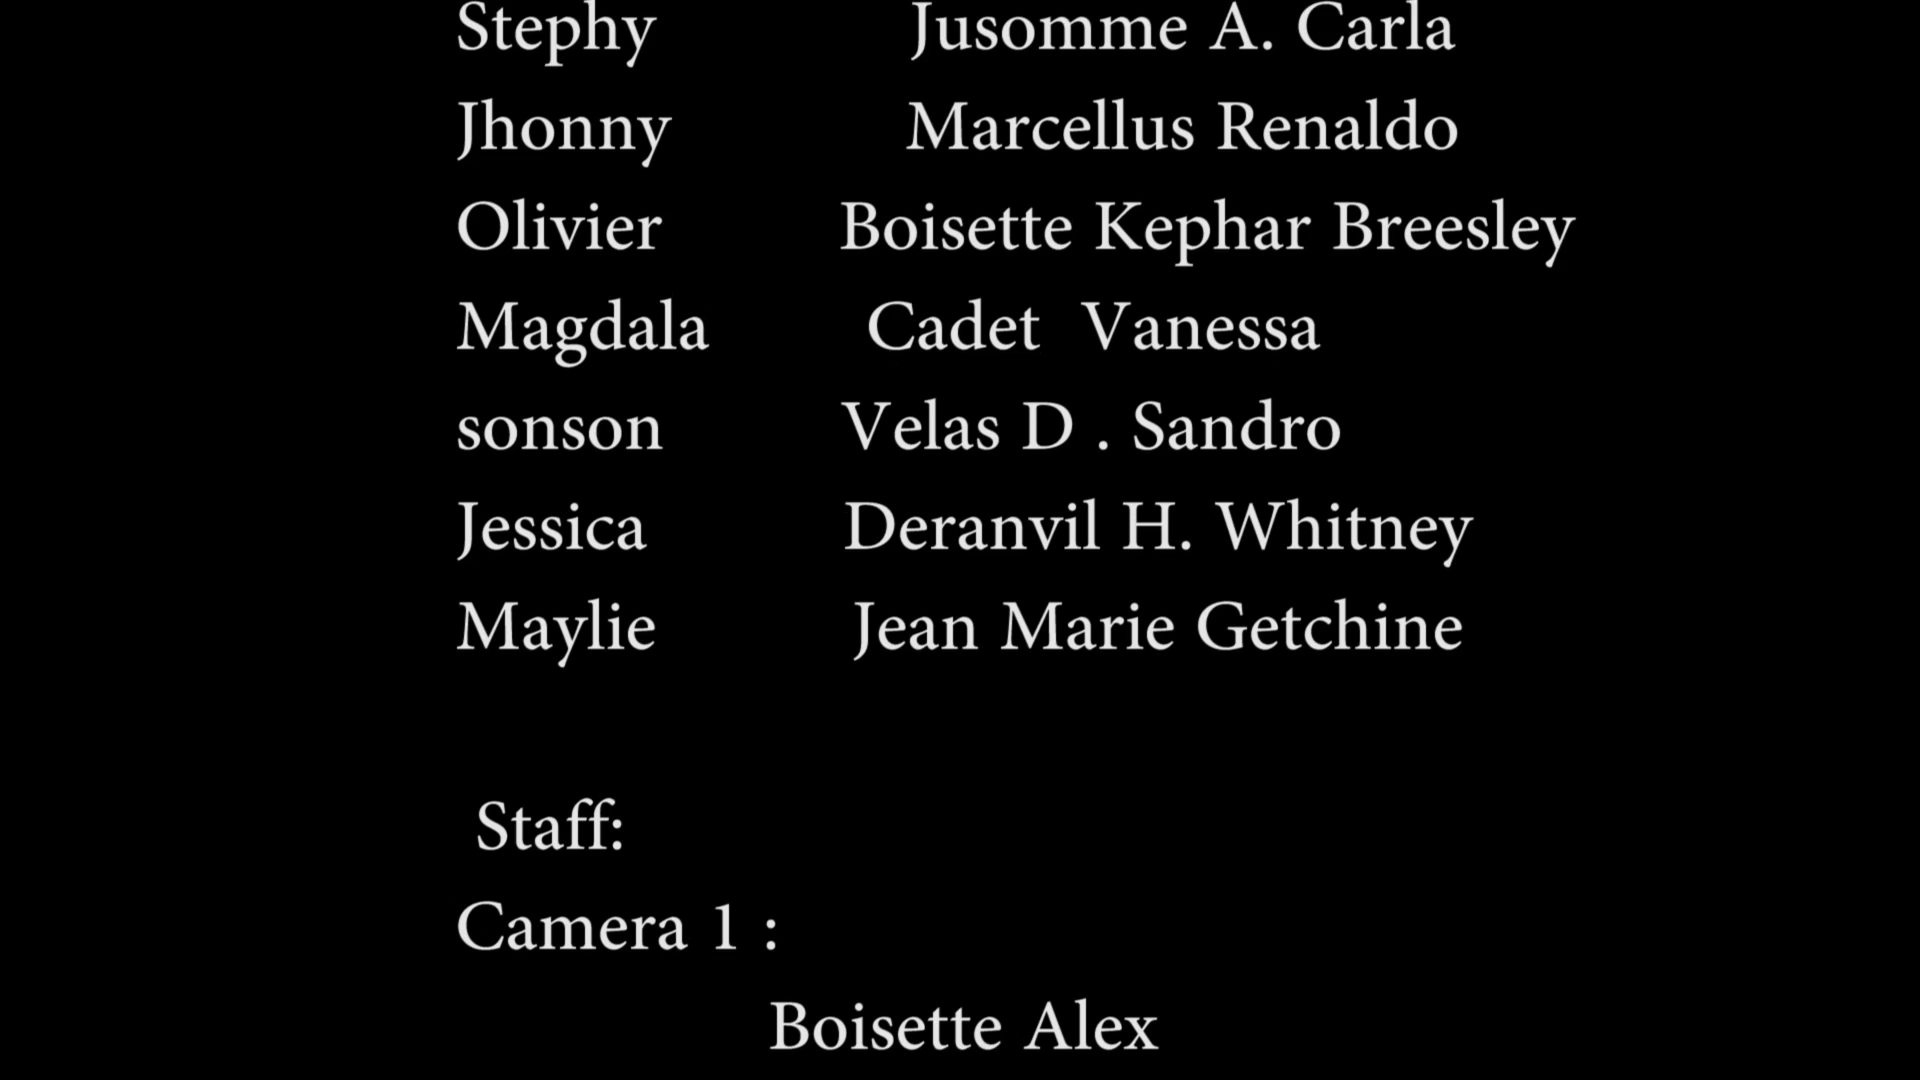 Stephy Jusomme A. Carla
Jhonny Marcellus Renaldo
Olivier Boisette Kephar Breesley
Magdala Cadet Vanessa
sonson Velas D . Sandro
Jessica Deranvil H. Whitney
Maylie Jean Marie Getchine
Staff:
Camera 1 :
Boisette Alex